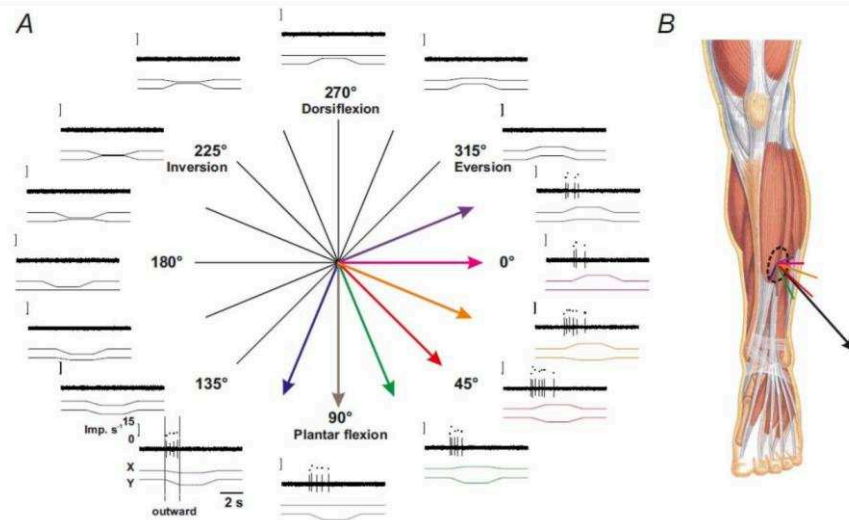 A
B
270°
Dorsiflexion
225°
Inversion
315°
Eversion
180°
0°
135°
45°
90°
Plantar flexion
Imp. s-1
15
0
X
Y
2 s
outward